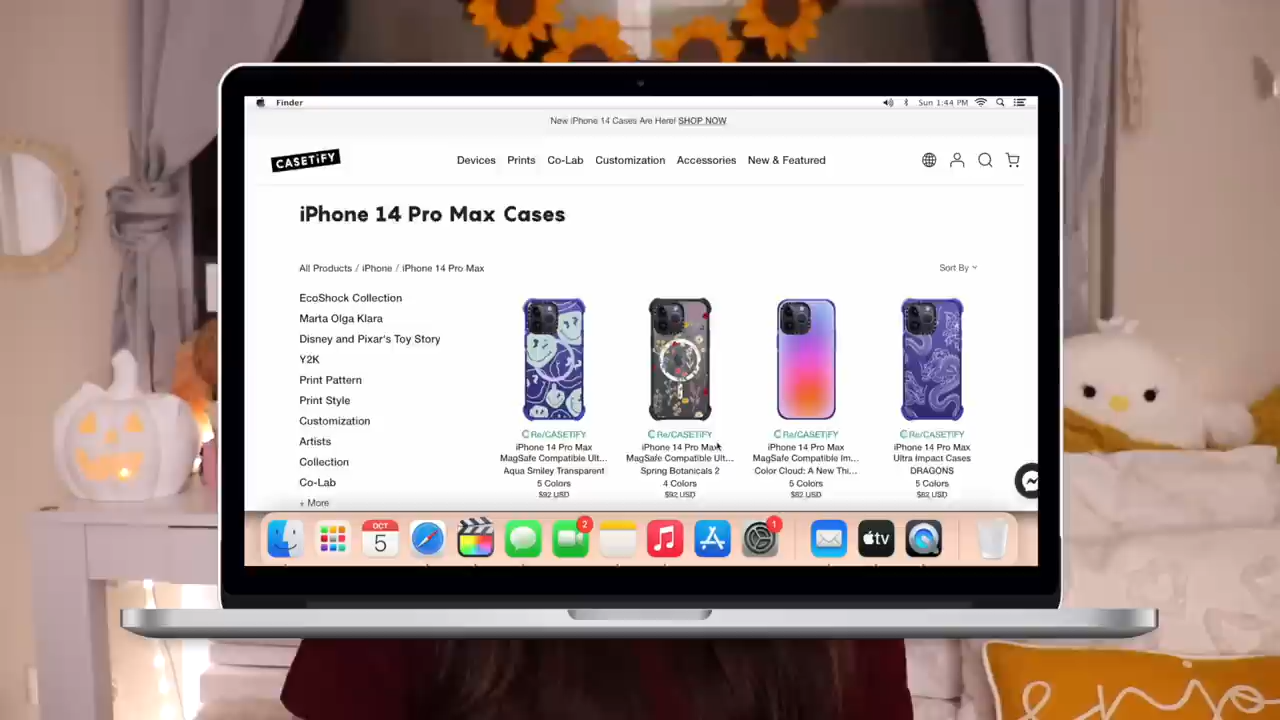 Finder
Sun 1:44 PM
New iPhone 14 Cases Are Here! SHOP NOW
CASETiFY
Devices Prints Co-Lab Customization Accessories New & Featured
iPhone 14 Pro Max Cases
All Products / iPhone / iPhone 14 Pro Max
Sort By
EcoShock Collection
Marta Olga Klara
Disney and Pixar's Toy Story
Y2K
Print Pattern
Print Style
Customization
Artists
Collection
Co-Lab
+ More
Re/CASETiFY
iPhone 14 Pro Max
MagSafe Compatible Ult...
Aqua Smiley Transparent
5 Colors
$92 USD
Re/CASETiFY
iPhone 14 Pro Max
MagSafe Compatible Ult...
Spring Botanicals 2
4 Colors
$92 USD
Re/CASETiFY
iPhone 14 Pro Max
MagSafe Compatible Im...
Color Cloud: A New Thi...
5 Colors
$82 USD
Re/CASETiFY
iPhone 14 Pro Max
Ultra Impact Cases
DRAGONS
5 Colors
$82 USD
OCT
5
2
1
tv